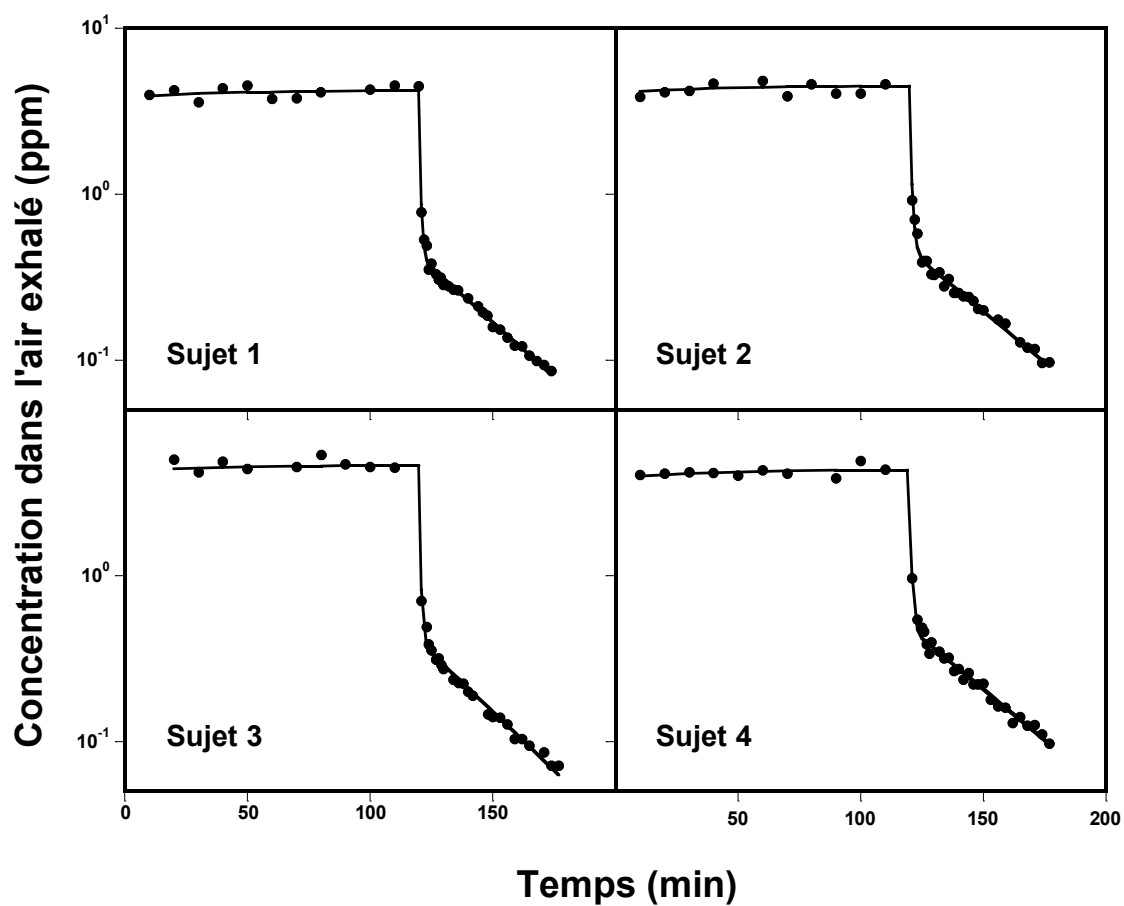 Concentration dans l'air exhalé (ppm)
10¹
10⁰
10⁻¹
Sujet 1
Sujet 2
10⁰
10⁻¹
Sujet 3
Sujet 4
0 50 100 150
50 100 150 200
Temps (min)